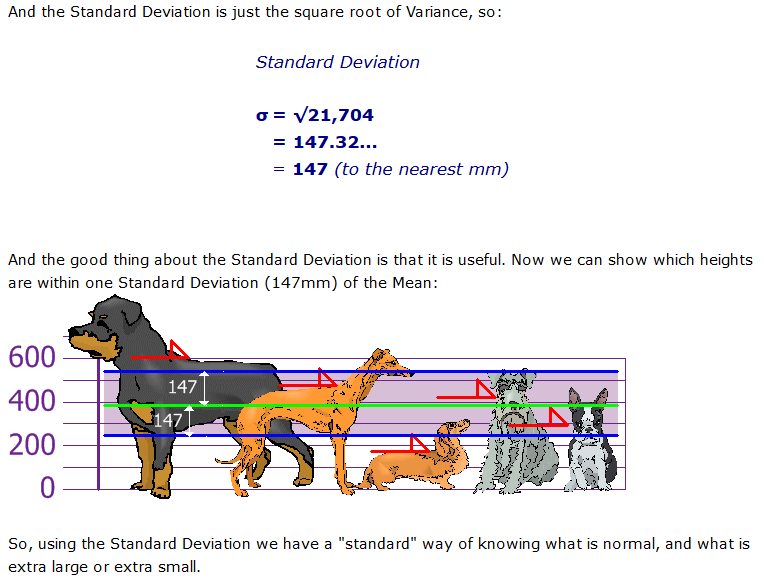 And the Standard Deviation is just the square root of Variance, so:
Standard Deviation
σ = √21,704
= 147.32...
= 147 (to the nearest mm)
And the good thing about the Standard Deviation is that it is useful. Now we can show which heights
are within one Standard Deviation (147mm) of the Mean:
600
147
400
147
200
0
So, using the Standard Deviation we have a "standard" way of knowing what is normal, and what is
extra large or extra small.